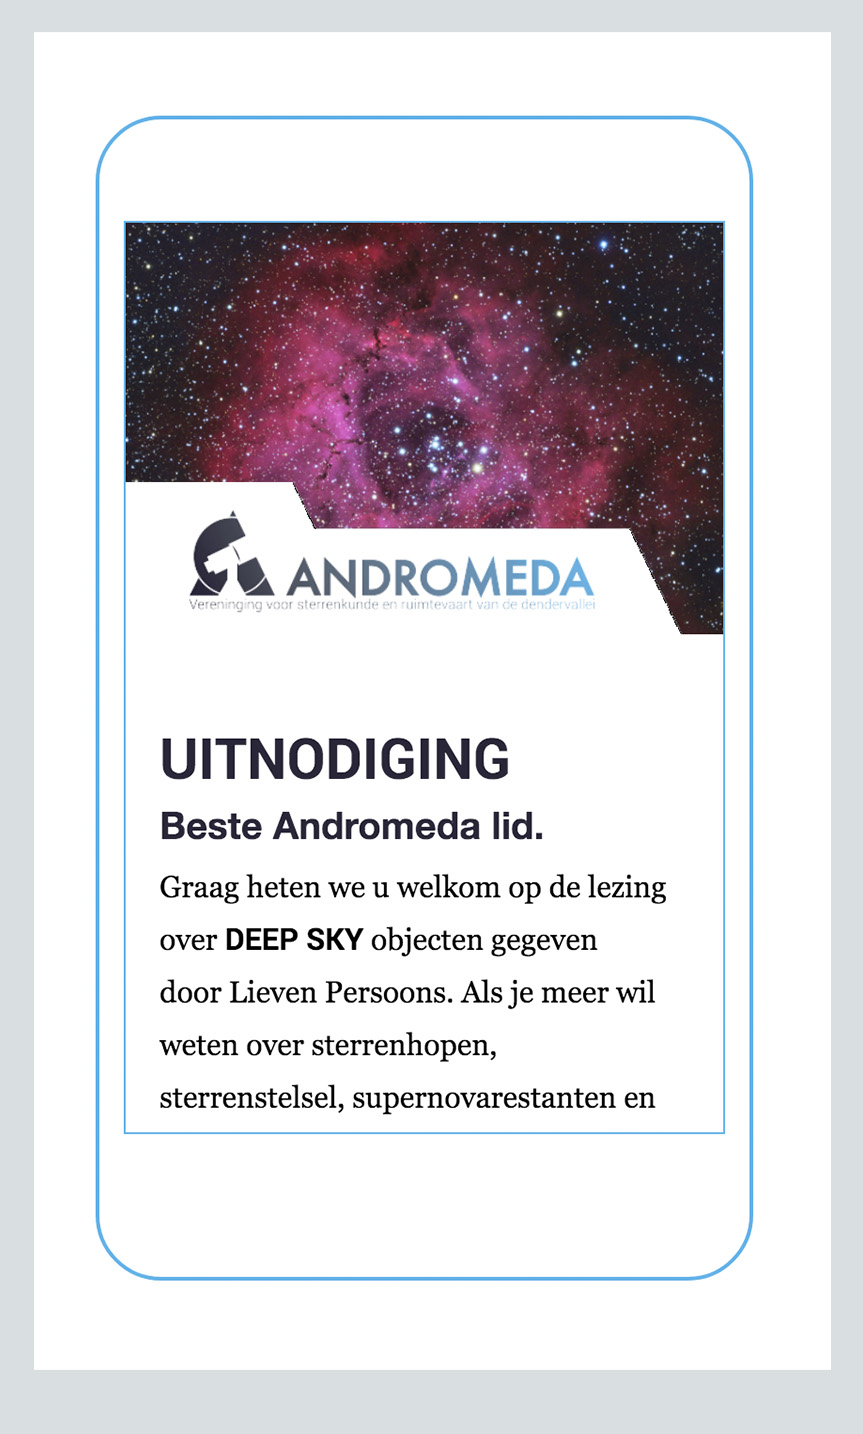 ANDROMEDA
Vereninging voor sterrenkunde en ruimtevaart van de dendervallei
UITNODIGING
Beste Andromeda lid.
Graag heten we u welkom op de lezing
over DEEP SKY objecten gegeven
door Lieven Persoons. Als je meer wil
weten over sterrenhopen,
sterrenstelsel, supernovarestanten en